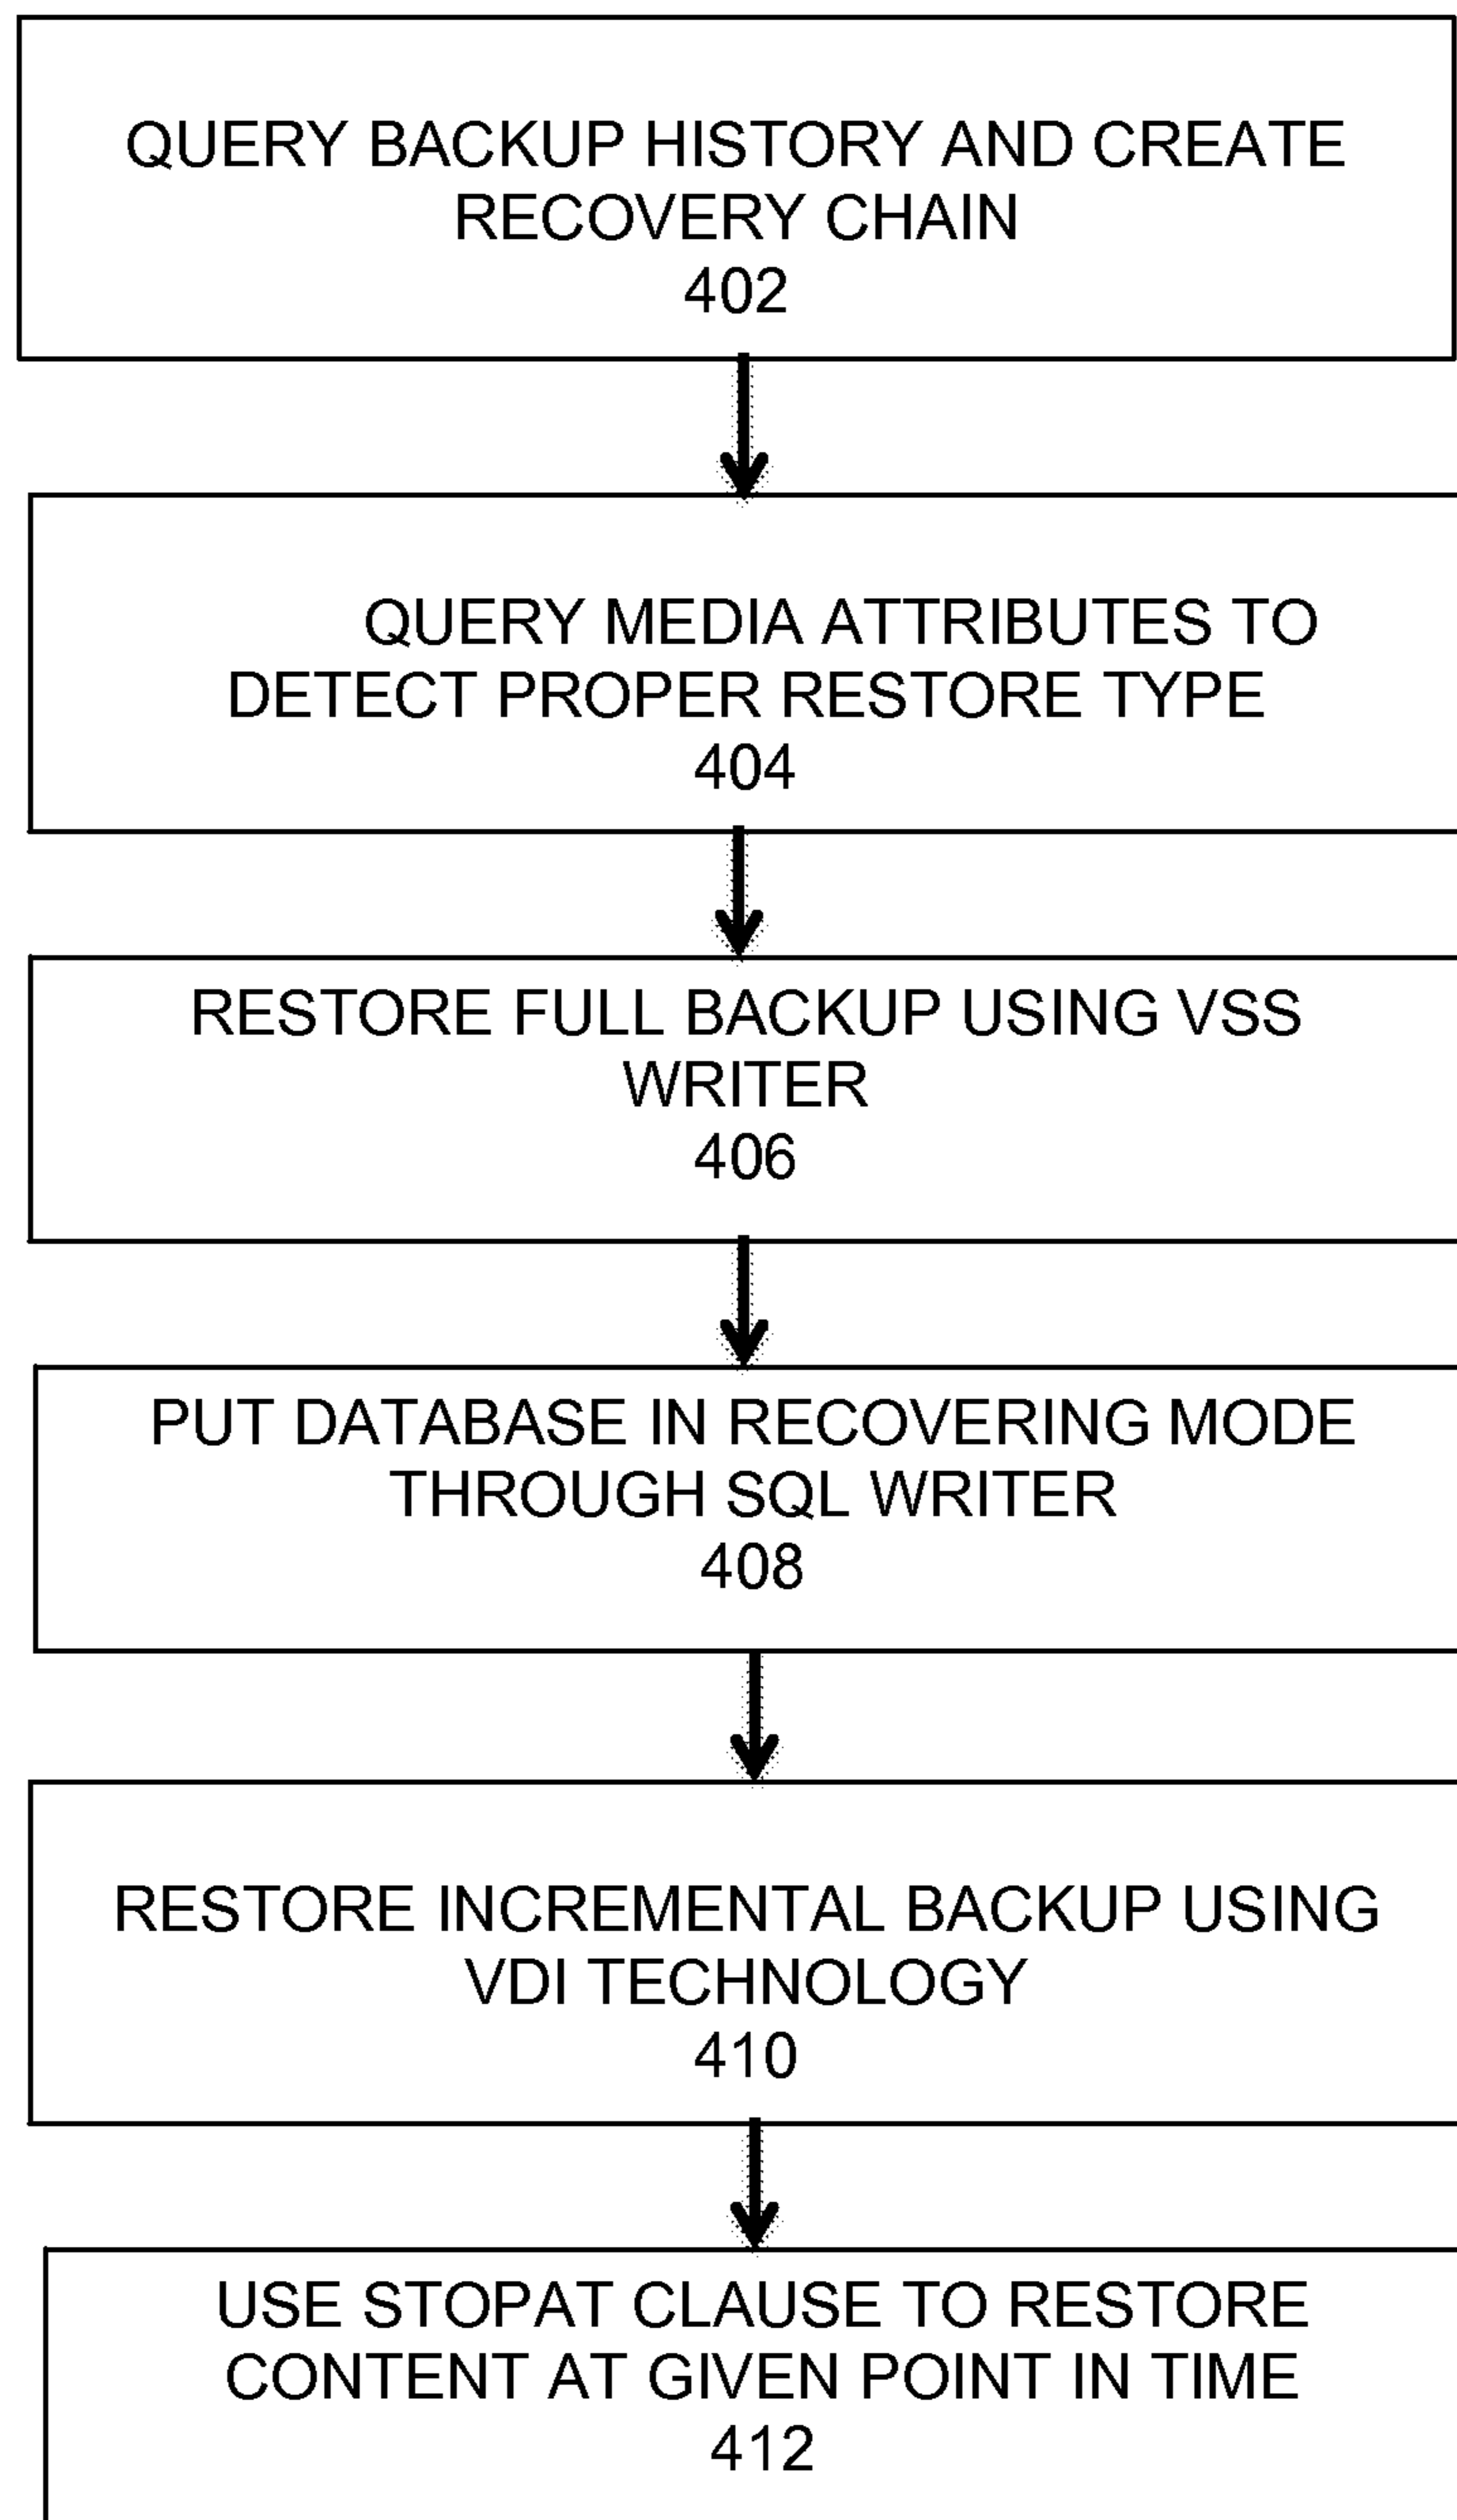 QUERY BACKUP HISTORY AND CREATE
RECOVERY CHAIN
402
QUERY MEDIA ATTRIBUTES TO
DETECT PROPER RESTORE TYPE
404
RESTORE FULL BACKUP USING VSS
WRITER
406
PUT DATABASE IN RECOVERING MODE
THROUGH SQL WRITER
408
RESTORE INCREMENTAL BACKUP USING
VDI TECHNOLOGY
410
USE STOPAT CLAUSE TO RESTORE
CONTENT AT GIVEN POINT IN TIME
412